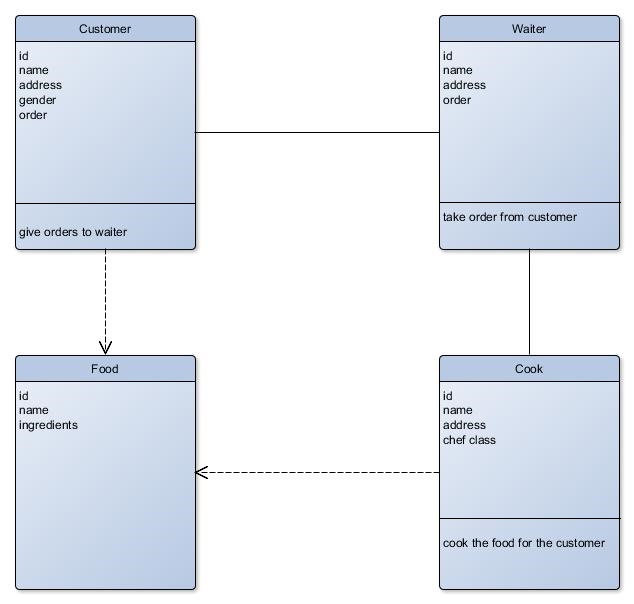 Customer
id
name
address
gender
order
give orders to waiter
Waiter
id
name
address
order
take order from customer
Food
id
name
ingredients
Cook
id
name
address
chef class
cook the food for the customer